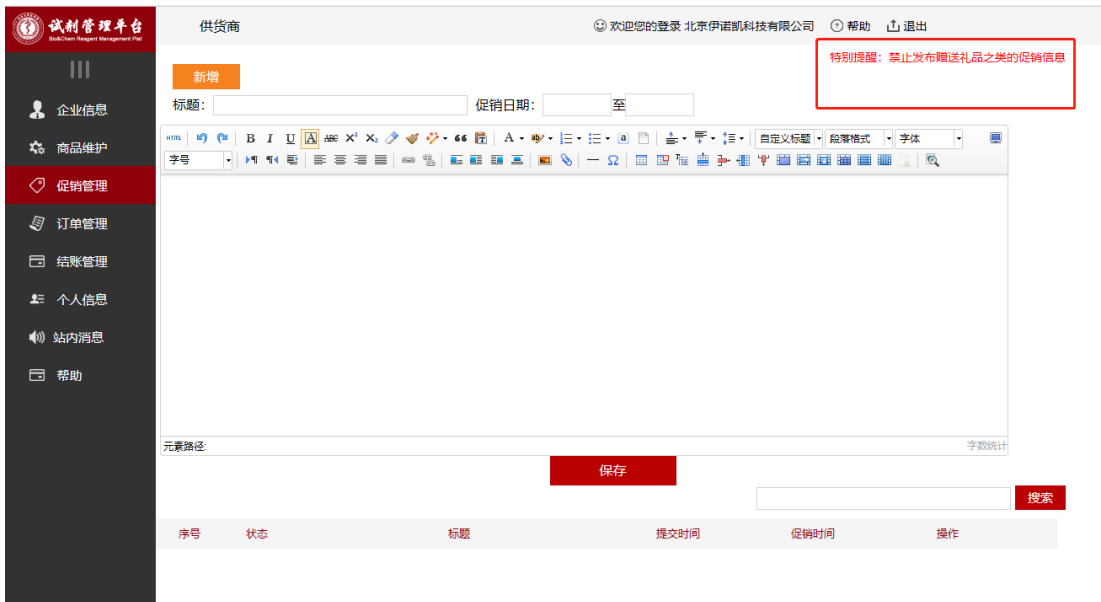 试剂管理平台
Bio&Chem Reagent Management Plat
供货商
欢迎您的登录 北京伊诺凯科技有限公司
帮助
退出
特别提醒：禁止发布赠送礼品之类的促销信息
企业信息
商品维护
促销管理
订单管理
结账管理
个人信息
站内消息
帮助
新增
标题：
促销日期：
至
HTML
B I U A ABC X² X₂
自定义标题
段落格式
字体
字号
元素路径:
字数统计
保存
搜索
序号 状态 标题 提交时间 促销时间 操作